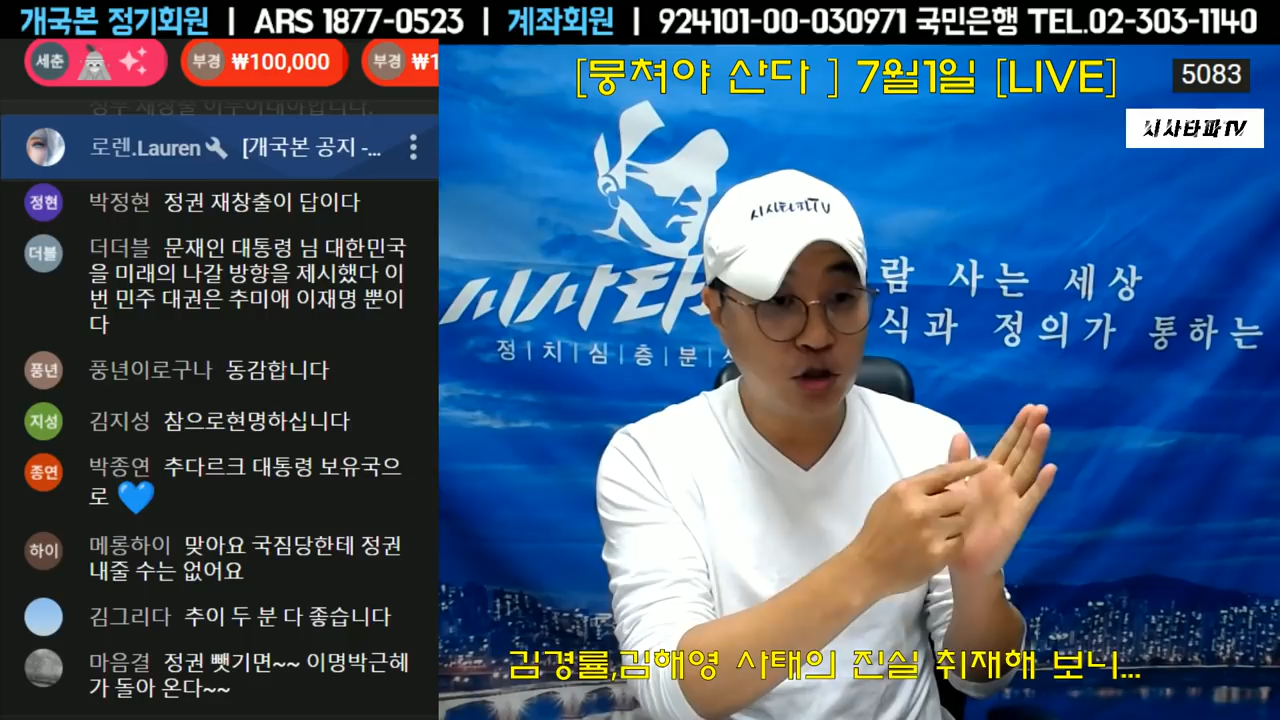 개국본 정기회원 | ARS 1877-0523 | 계좌회원 | 924101-00-030971 국민은행 TEL.02-303-1140
세춘
부경 ₩100,000
부경 ₩1
[뭉쳐야 산다 ] 7월1일 [LIVE]
5083
시사타파TV
로렌.Lauren [개국본 공지 -...
정현 박정현 정권 재창출이 답이다
더블 더더블 문재인 대통령 님 대한민국
을 미래의 나갈 방향을 제시했다 이
번 민주 대권은 추미애 이재명 뿐이
다
풍년 풍년이로구나 동감합니다
지성 김지성 참으로현명하십니다
종연 박종연 추다르크 대통령 보유국으
로
하이 메롱하이 맞아요 국짐당한테 정권
내줄 수는 없어요
김그리다 추이 두 분 다 좋습니다
마음결 정권 뺏기면~~ 이명박근혜
가 돌아 온다~~
시사타파TV
시사타
정|치|심|층|분
람 사는 세상
식과 정의가 통하는
김경률,김해영 사태의 진실 취재해 보니...